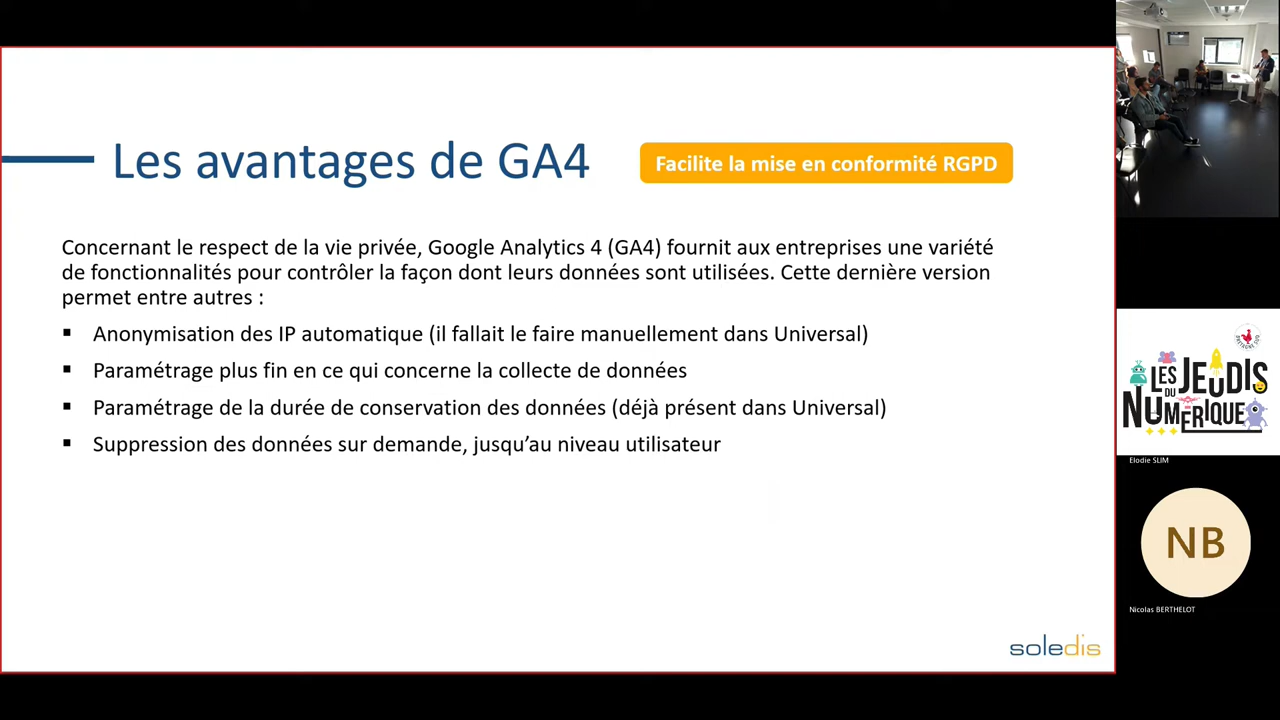 Les avantages de GA4
Facilite la mise en conformité RGPD
Concernant le respect de la vie privée, Google Analytics 4 (GA4) fournit aux entreprises une variété
de fonctionnalités pour contrôler la façon dont leurs données sont utilisées. Cette dernière version
permet entre autres :
▪ Anonymisation des IP automatique (il fallait le faire manuellement dans Universal)
▪ Paramétrage plus fin en ce qui concerne la collecte de données
▪ Paramétrage de la durée de conservation des données (déjà présent dans Universal)
▪ Suppression des données sur demande, jusqu’au niveau utilisateur
soledis
LES JEUDIS
DU
NUMÉRIQUE
Elodie SLIM
NB
Nicolas BERTHELOT